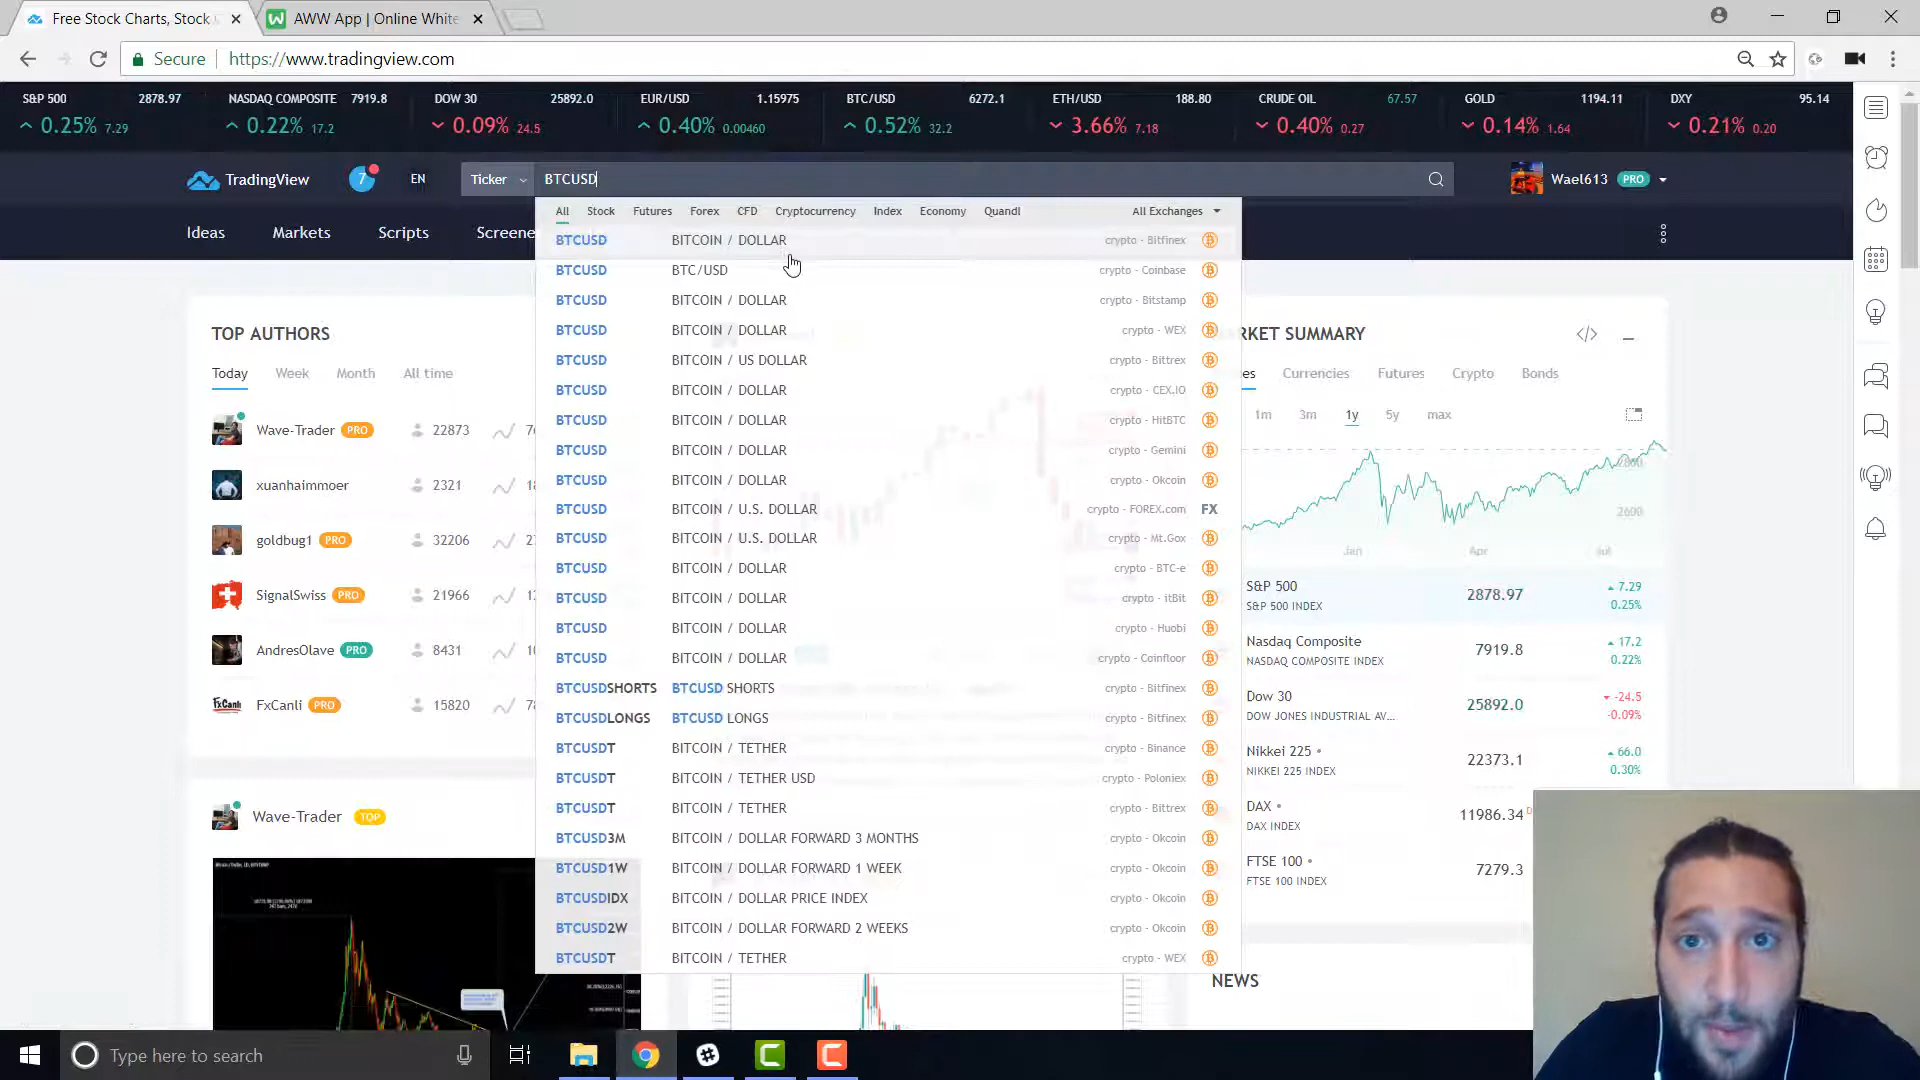 Free Stock Charts, Stock
AWW App | Online White
Secure https://www.tradingview.com
S&P 500 2878.97 0.25% 7.29
NASDAQ COMPOSITE 7919.8 0.22% 17.2
DOW 30 25892.0 0.09% 24.5
EUR/USD 1.15975 0.40% 0.00460
BTC/USD 6272.1 0.52% 32.2
ETH/USD 188.80 3.66% 7.18
CRUDE OIL 67.57 0.40% 0.27
GOLD 1194.11 0.14% 1.64
DXY 95.14 0.21% 0.20
TradingView 7 EN Ticker BTCUSD Wael613 PRO
Ideas Markets Scripts Screene
All Stock Futures Forex CFD Cryptocurrency Index Economy Quandl All Exchanges
BTCUSD BITCOIN / DOLLAR crypto - Bitfinex
BTCUSD BTC/USD crypto - Coinbase
BTCUSD BITCOIN / DOLLAR crypto - Bitstamp
BTCUSD BITCOIN / DOLLAR crypto - WEX
BTCUSD BITCOIN / US DOLLAR crypto - Bittrex
BTCUSD BITCOIN / DOLLAR crypto - CEX.IO
BTCUSD BITCOIN / DOLLAR crypto - HitBTC
BTCUSD BITCOIN / DOLLAR crypto - Gemini
BTCUSD BITCOIN / DOLLAR crypto - Okcoin
BTCUSD BITCOIN / U.S. DOLLAR crypto - FOREX.com FX
BTCUSD BITCOIN / U.S. DOLLAR crypto - Mt.Gox
BTCUSD BITCOIN / DOLLAR crypto - BTC-e
BTCUSD BITCOIN / DOLLAR crypto - itBit
BTCUSD BITCOIN / DOLLAR crypto - Huobi
BTCUSD BITCOIN / DOLLAR crypto - Coinfloor
BTCUSDSHORTS BTCUSD SHORTS crypto - Bitfinex
BTCUSDLONGS BTCUSD LONGS crypto - Bitfinex
BTCUSDT BITCOIN / TETHER crypto - Binance
BTCUSDT BITCOIN / TETHER USD crypto - Poloniex
BTCUSDT BITCOIN / TETHER crypto - Bittrex
BTCUSD3M BITCOIN / DOLLAR FORWARD 3 MONTHS crypto - Okcoin
BTCUSD1W BITCOIN / DOLLAR FORWARD 1 WEEK crypto - Okcoin
BTCUSDIDX BITCOIN / DOLLAR PRICE INDEX crypto - Okcoin
BTCUSD2W BITCOIN / DOLLAR FORWARD 2 WEEKS crypto - Okcoin
BTCUSDT BITCOIN / TETHER crypto - WEX
TOP AUTHORS
Today Week Month All time
Wave-Trader PRO 22873 7
xuanhaimmoer 2321 1
goldbug1 PRO 32206 2
SignalSwiss PRO 21966 1
AndresOlave PRO 8431 1
FxCanli FxCanli PRO 15820 7
Wave-Trader TOP
RKET SUMMARY
es Currencies Futures Crypto Bonds
1m 3m 1y 5y max
2800
2600
Jan Apr Jul
S&P 500 2878.97 7.29
S&P 500 INDEX 0.25%
Nasdaq Composite 7919.8 17.2
NASDAQ COMPOSITE INDEX 0.22%
Dow 30 25892.0 -24.5
DOW JONES INDUSTRIAL AV... -0.09%
Nikkei 225 22373.1 66.0
NIKKEI 225 INDEX 0.30%
DAX 11986.34 D
DAX INDEX
FTSE 100 7279.3
FTSE 100 INDEX
NEWS
Type here to search